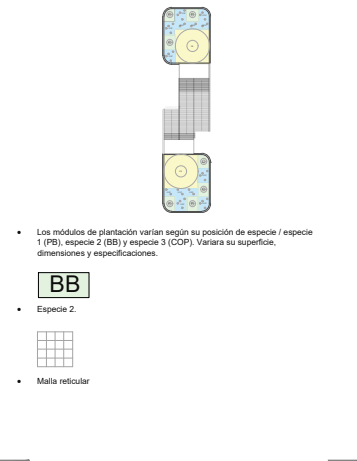 • Los módulos de plantación varían según su posición de especie / especie
1 (PB), especie 2 (BB) y especie 3 (COP). Variara su superficie,
dimensiones y especificaciones.
BB
• Especie 2.
• Malla reticular